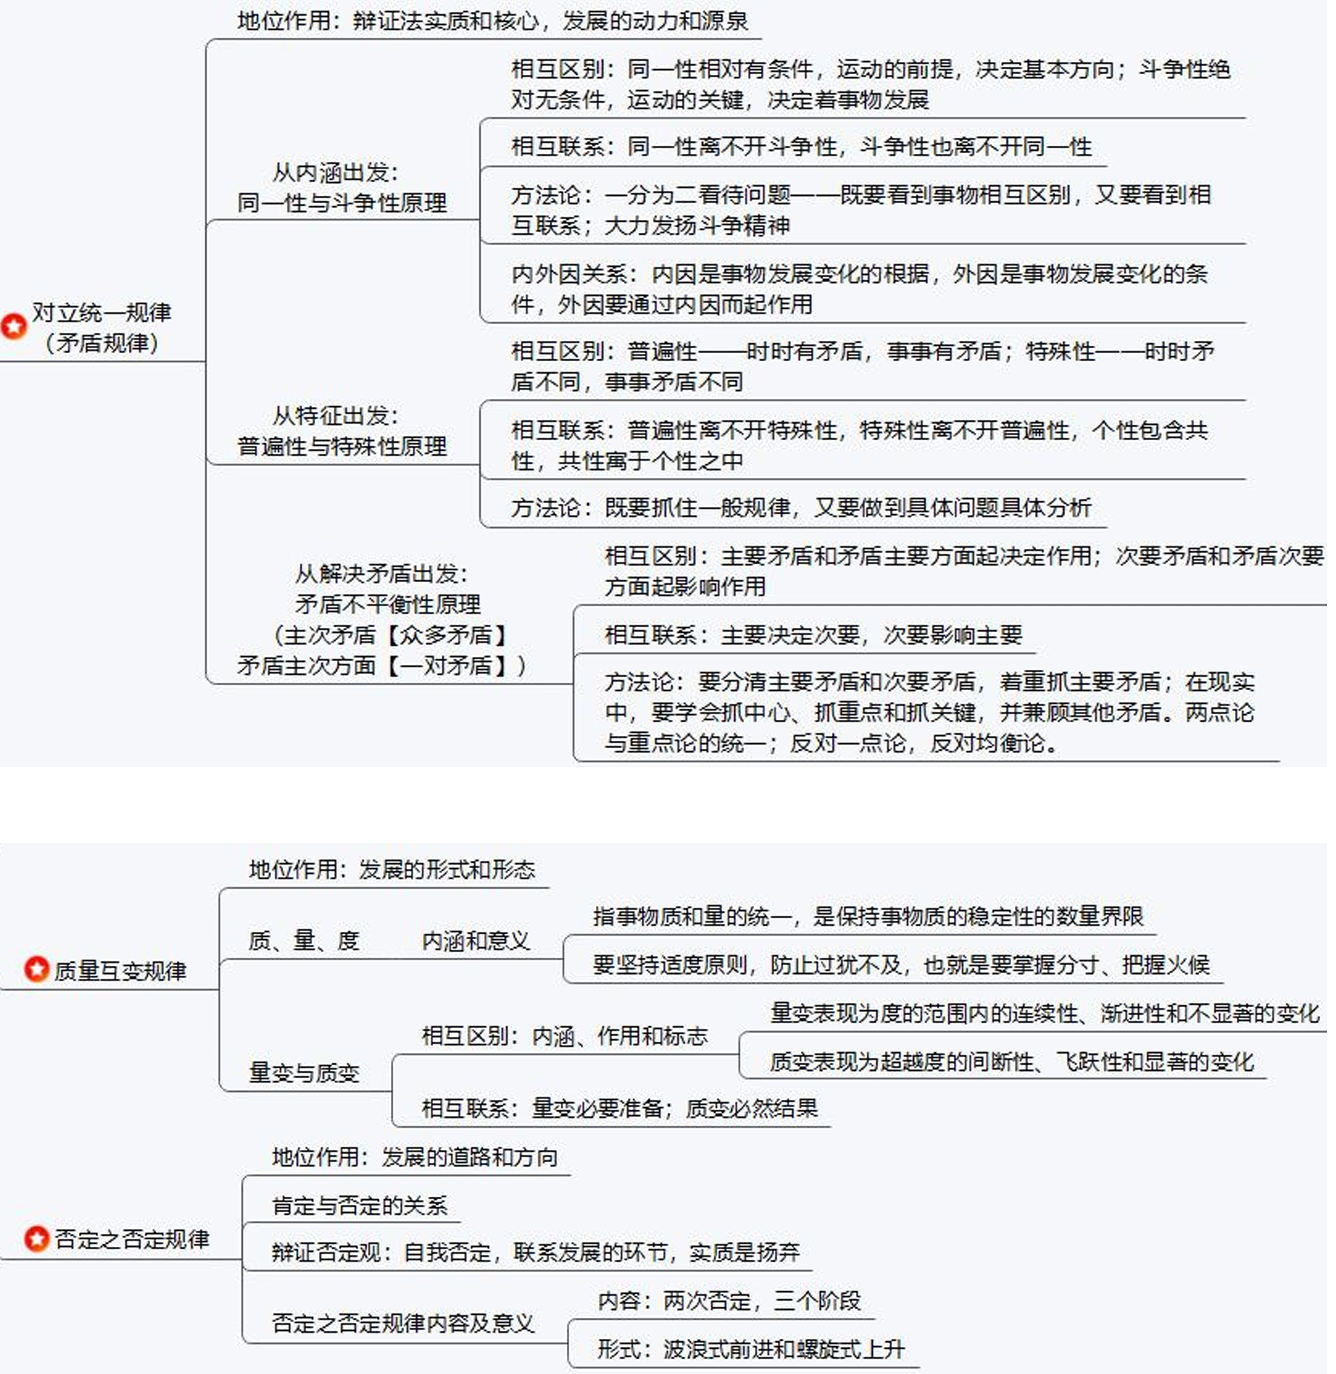 地位作用：辩证法实质和核心，发展的动力和源泉
相互区别：同一性相对有条件，运动的前提，决定基本方向；斗争性绝
对无条件，运动的关键，决定着事物发展
相互联系：同一性离不开斗争性，斗争性也离不开同一性
从内涵出发：
同一性与斗争性原理
方法论：一分为二看待问题——既要看到事物相互区别，又要看到相
互联系；大力发扬斗争精神
内外因关系：内因是事物发展变化的根据，外因是事物发展变化的条
件，外因要通过内因而起作用
对立统一规律
（矛盾规律）
相互区别：普遍性——时时有矛盾，事事有矛盾；特殊性——时时矛
盾不同，事事矛盾不同
从特征出发：
普遍性与特殊性原理
相互联系：普遍性离不开特殊性，特殊性离不开普遍性，个性包含共
性，共性寓于个性之中
方法论：既要抓住一般规律，又要做到具体问题具体分析
从解决矛盾出发：
矛盾不平衡性原理
（主次矛盾【众多矛盾】
矛盾主次方面【一对矛盾】）
相互区别：主要矛盾和矛盾主要方面起决定作用；次要矛盾和矛盾次要
方面起影响作用
相互联系：主要决定次要，次要影响主要
方法论：要分清主要矛盾和次要矛盾，着重抓主要矛盾；在现实
中，要学会抓中心、抓重点和抓关键，并兼顾其他矛盾。两点论
与重点论的统一；反对一点论，反对均衡论。
地位作用：发展的形式和形态
质、量、度
内涵和意义
指事物质和量的统一，是保持事物质的稳定性的数量界限
要坚持适度原则，防止过犹不及，也就是要掌握分寸、把握火候
质量互变规律
量变与质变
相互区别：内涵、作用和标志
量变表现为度的范围内的连续性、渐进性和不显著的变化
质变表现为超越度的间断性、飞跃性和显著的变化
相互联系：量变必要准备；质变必然结果
地位作用：发展的道路和方向
肯定与否定的关系
否定之否定规律
辩证否定观：自我否定，联系发展的环节，实质是扬弃
否定之否定规律内容及意义
内容：两次否定，三个阶段
形式：波浪式前进和螺旋式上升